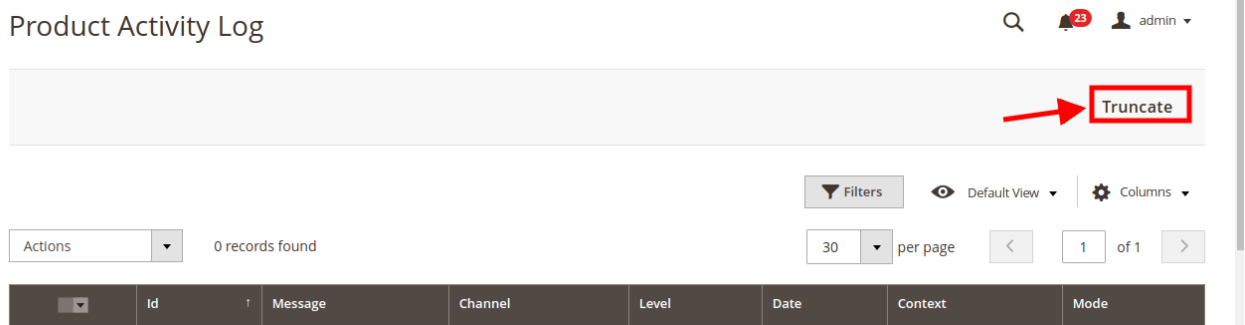 Product Activity Log
23
admin
Truncate
Filters
Default View
Columns
Actions
0 records found
30
per page
1
of 1
Id ↑ Message Channel Level Date Context Mode